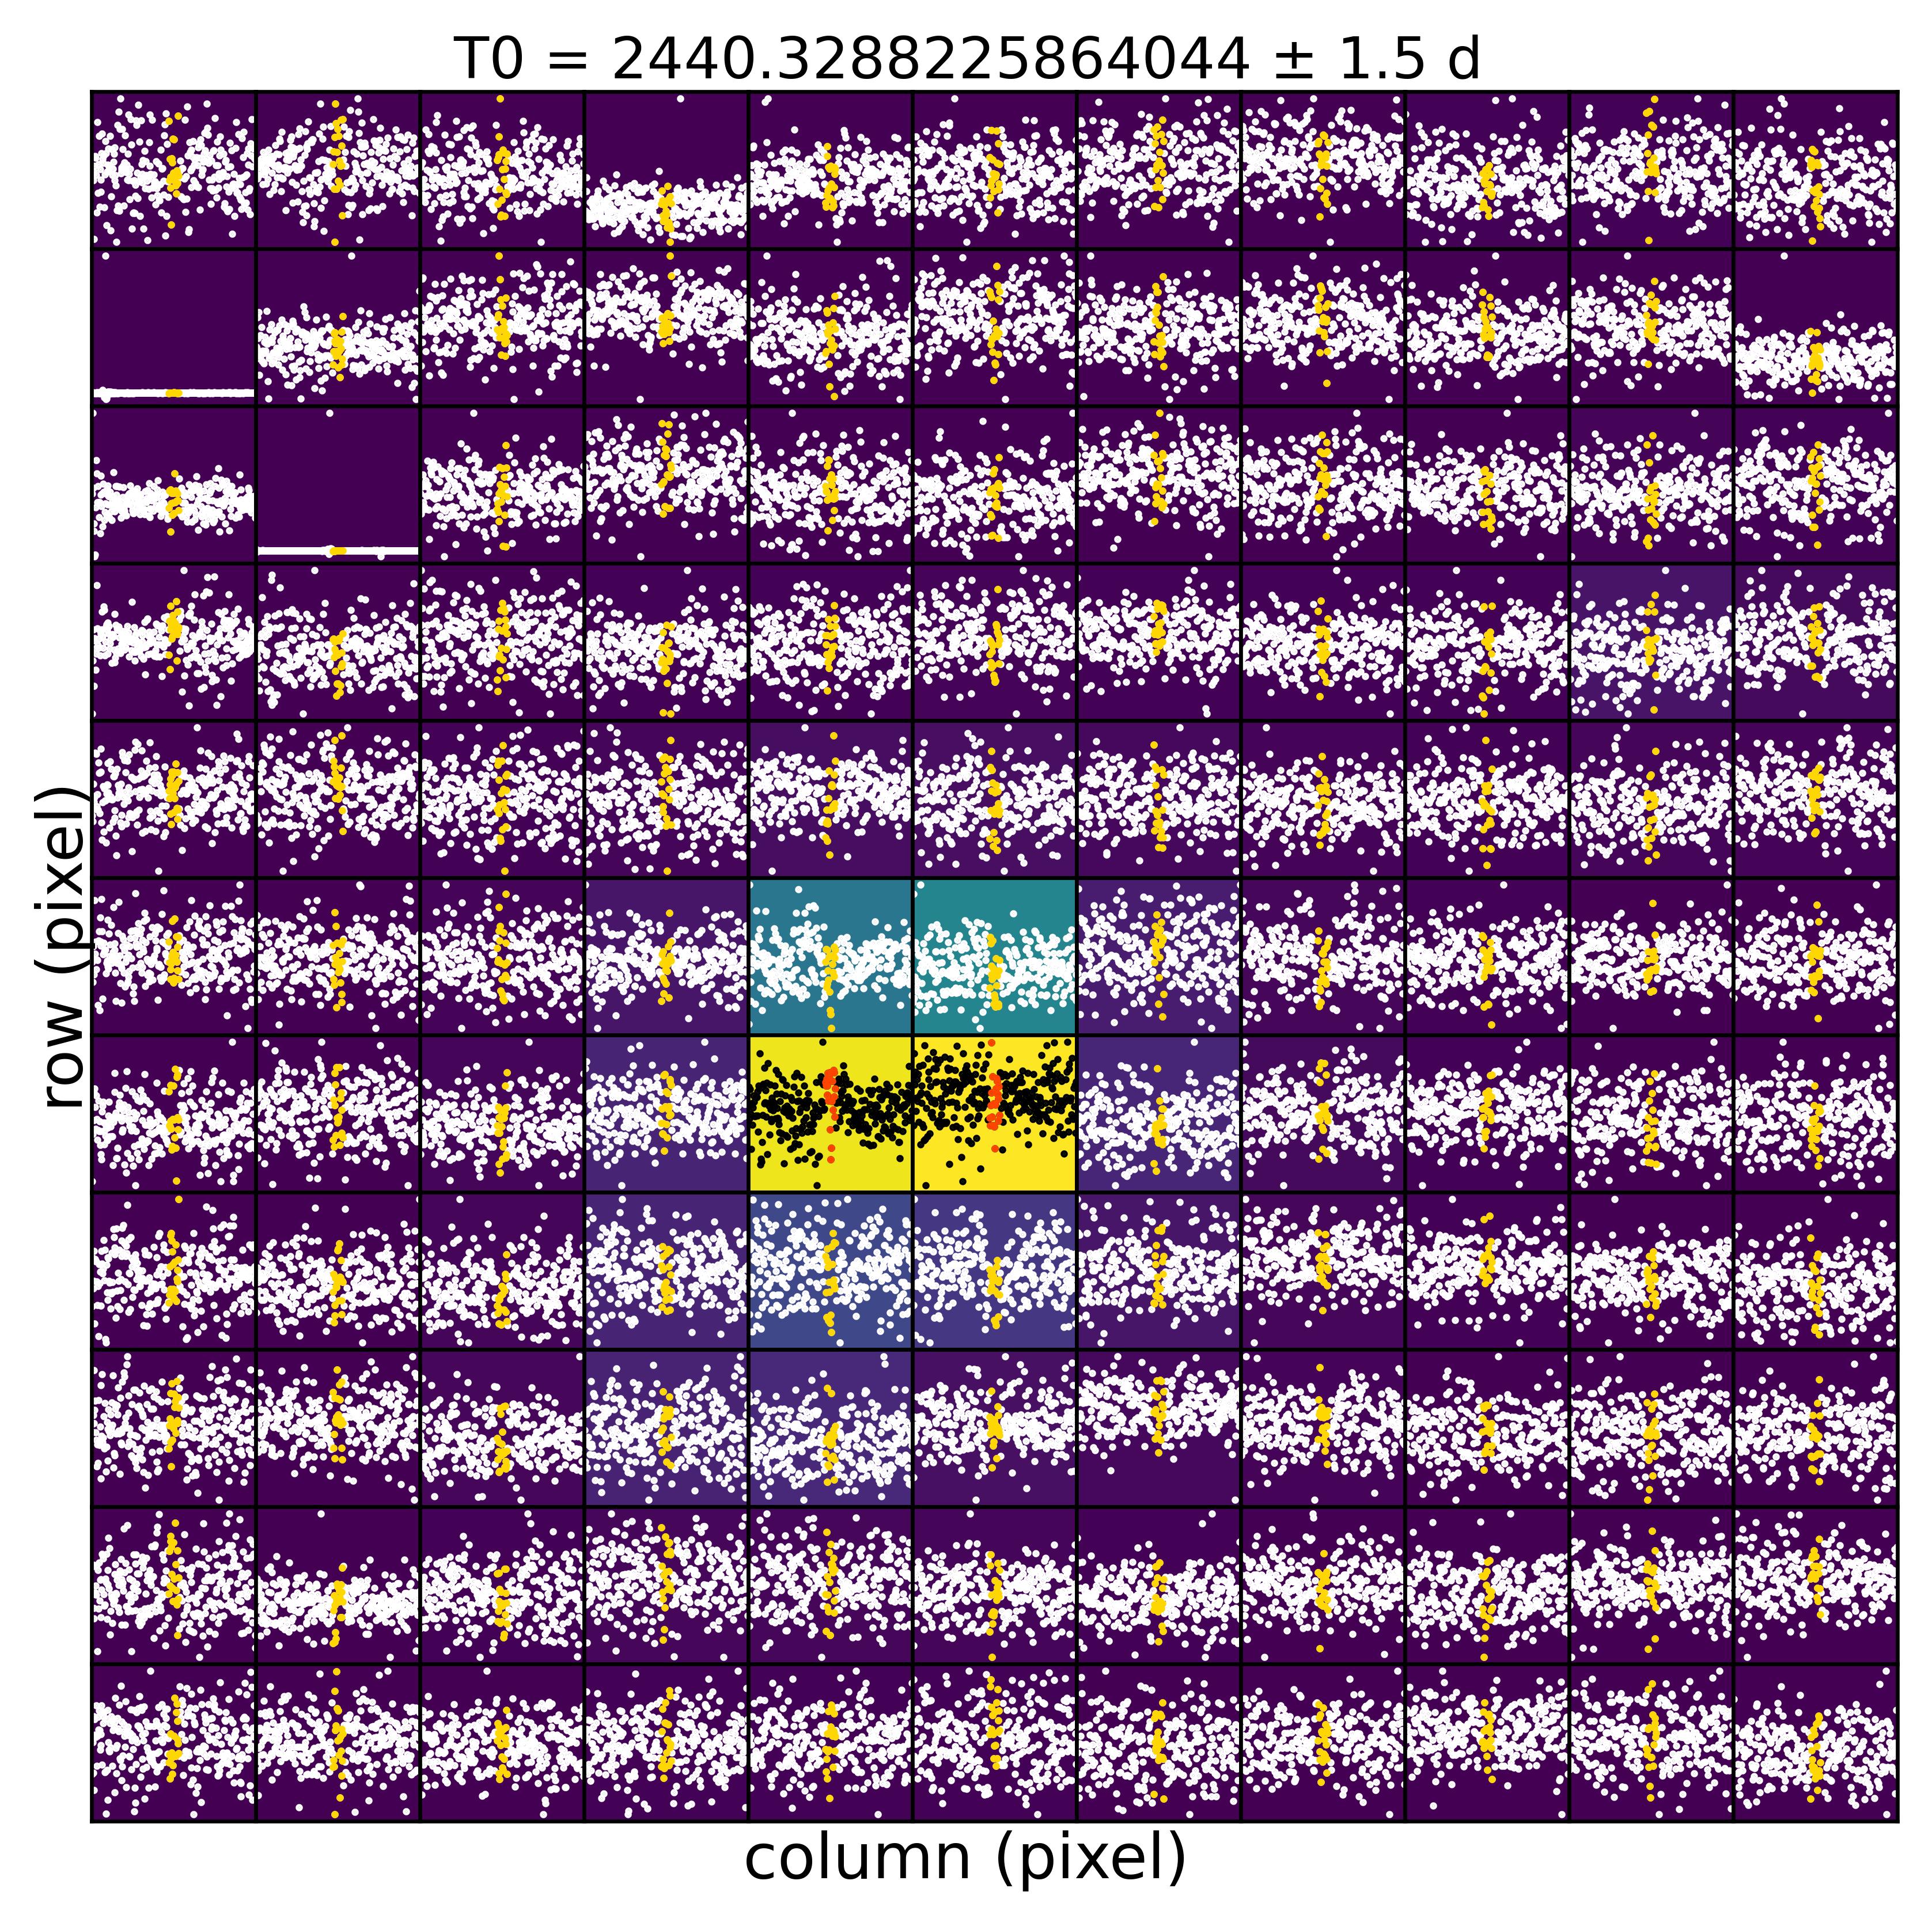 T0 = 2440.3288225864044 ± 1.5 d
row (pixel)
column (pixel)